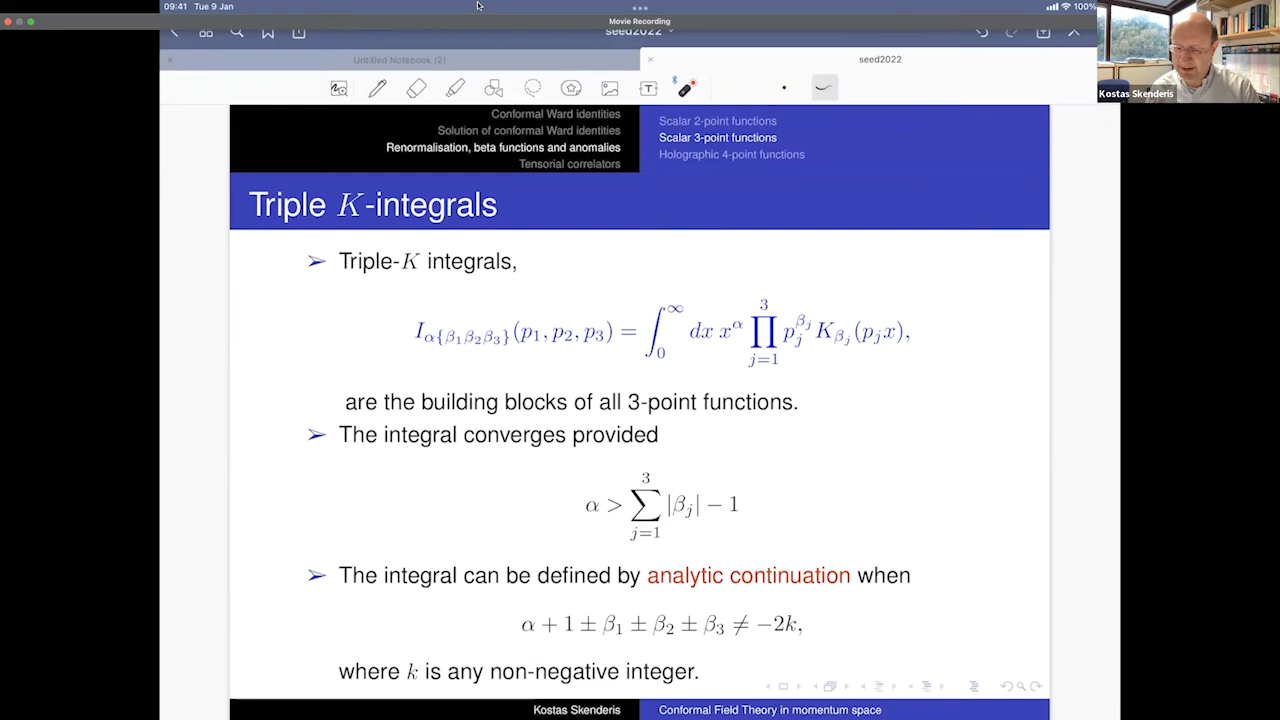 09:41 Tue 9 Jan
100%
Movie Recording
seed2022
Untitled Notebook (2)
seed2022
Kostas Skenderis
Conformal Ward identities
Solution of conformal Ward identities
Renormalisation, beta functions and anomalies
Tensorial correlators
Scalar 2-point functions
Scalar 3-point functions
Holographic 4-point functions
Triple K-integrals
➢ Triple-K integrals,
I_{α{β₁β₂β₃}}(p₁, p₂, p₃) = ∫_0^∞ dx x^α ∏_{j=1}^3 p_j^{β_j} K_{β_j}(p_j x),
are the building blocks of all 3-point functions.
➢ The integral converges provided
α > ∑_{j=1}^3 |β_j| − 1
➢ The integral can be defined by analytic continuation when
α + 1 ± β₁ ± β₂ ± β₃ ≠ −2k,
where k is any non-negative integer.
Kostas Skenderis
Conformal Field Theory in momentum space